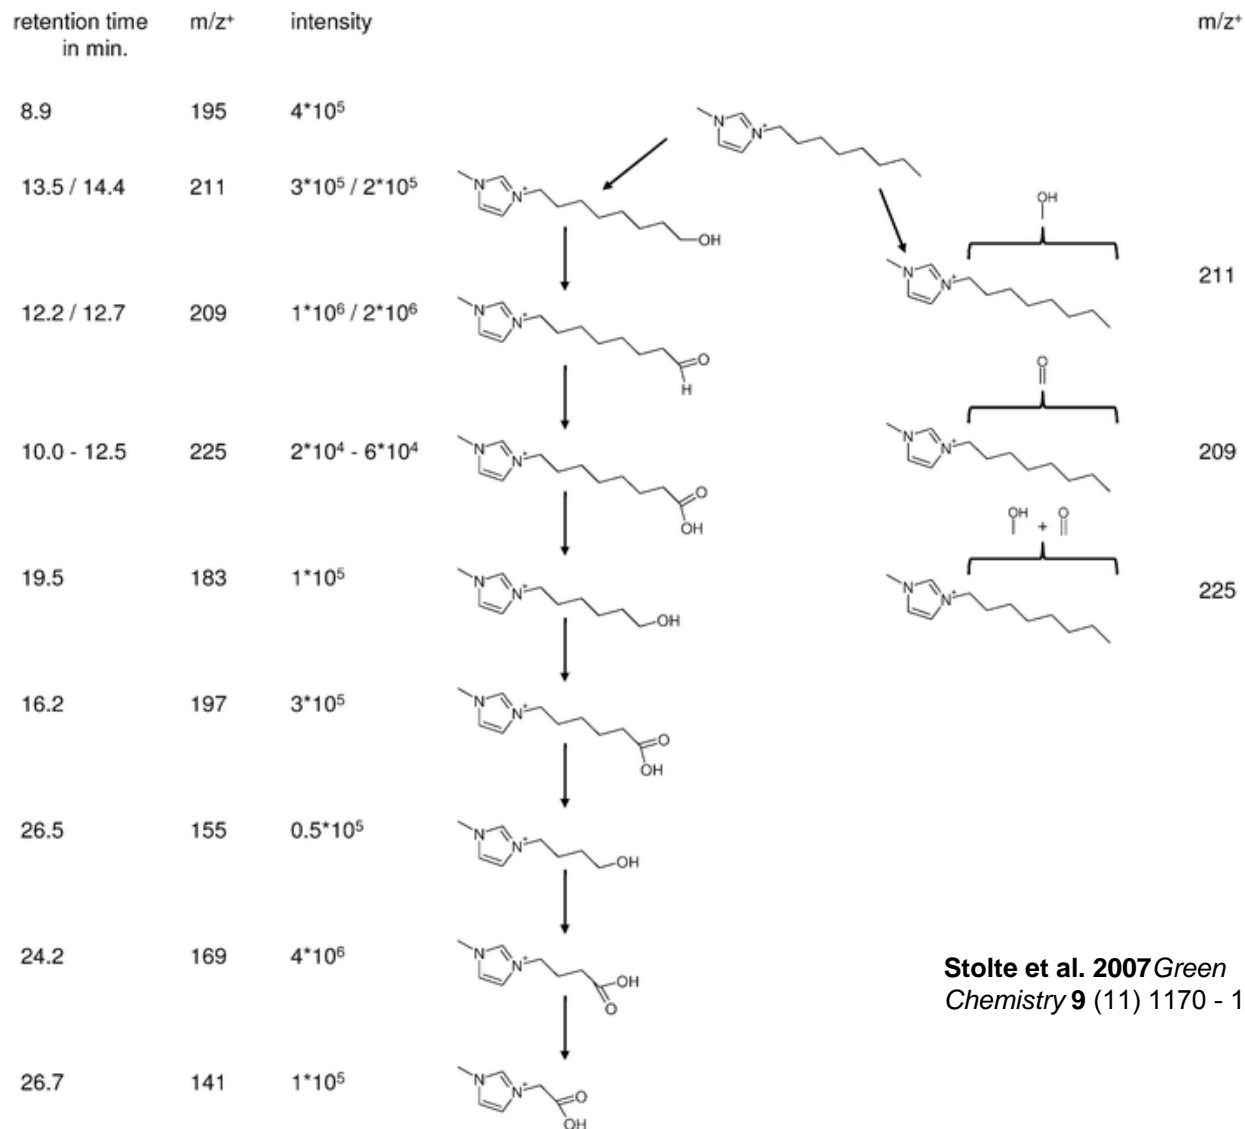 retention time m/z⁺ intensity m/z⁺
in min.
8.9 195 4*10⁵
N N⁺
13.5 / 14.4 211 3*10⁵ / 2*10⁵
N N⁺ OH
OH
N N⁺ 211
12.2 / 12.7 209 1*10⁶ / 2*10⁶
N N⁺ O
H
O
10.0 - 12.5 225 2*10⁴ - 6*10⁴
N N⁺ O
OH
N N⁺ 209
OH + O
19.5 183 1*10⁵
N N⁺ OH
N N⁺ 225
16.2 197 3*10⁵
N N⁺ O
OH
26.5 155 0.5*10⁵
N N⁺ OH
24.2 169 4*10⁶
N N⁺ OH
O
Stolte et al. 2007 Green
Chemistry 9 (11) 1170 - 1
26.7 141 1*10⁵
N N⁺ O
OH